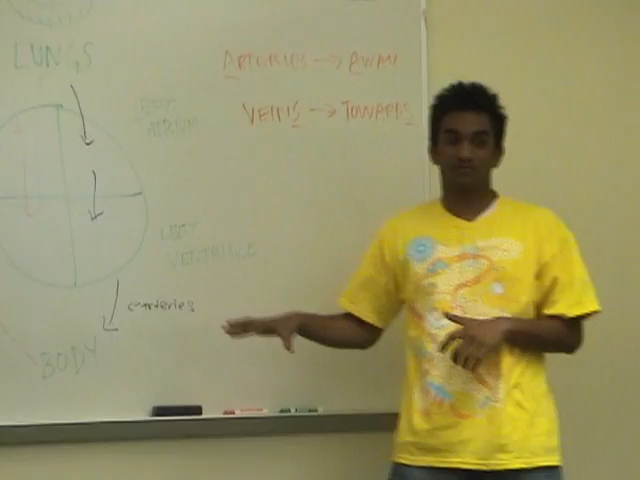 LUNGS
ARTERIES → AWAY
LEFT
ATRIUM
VEINS → TOWARDS
LEFT
VENTRICLE
arteries
BODY